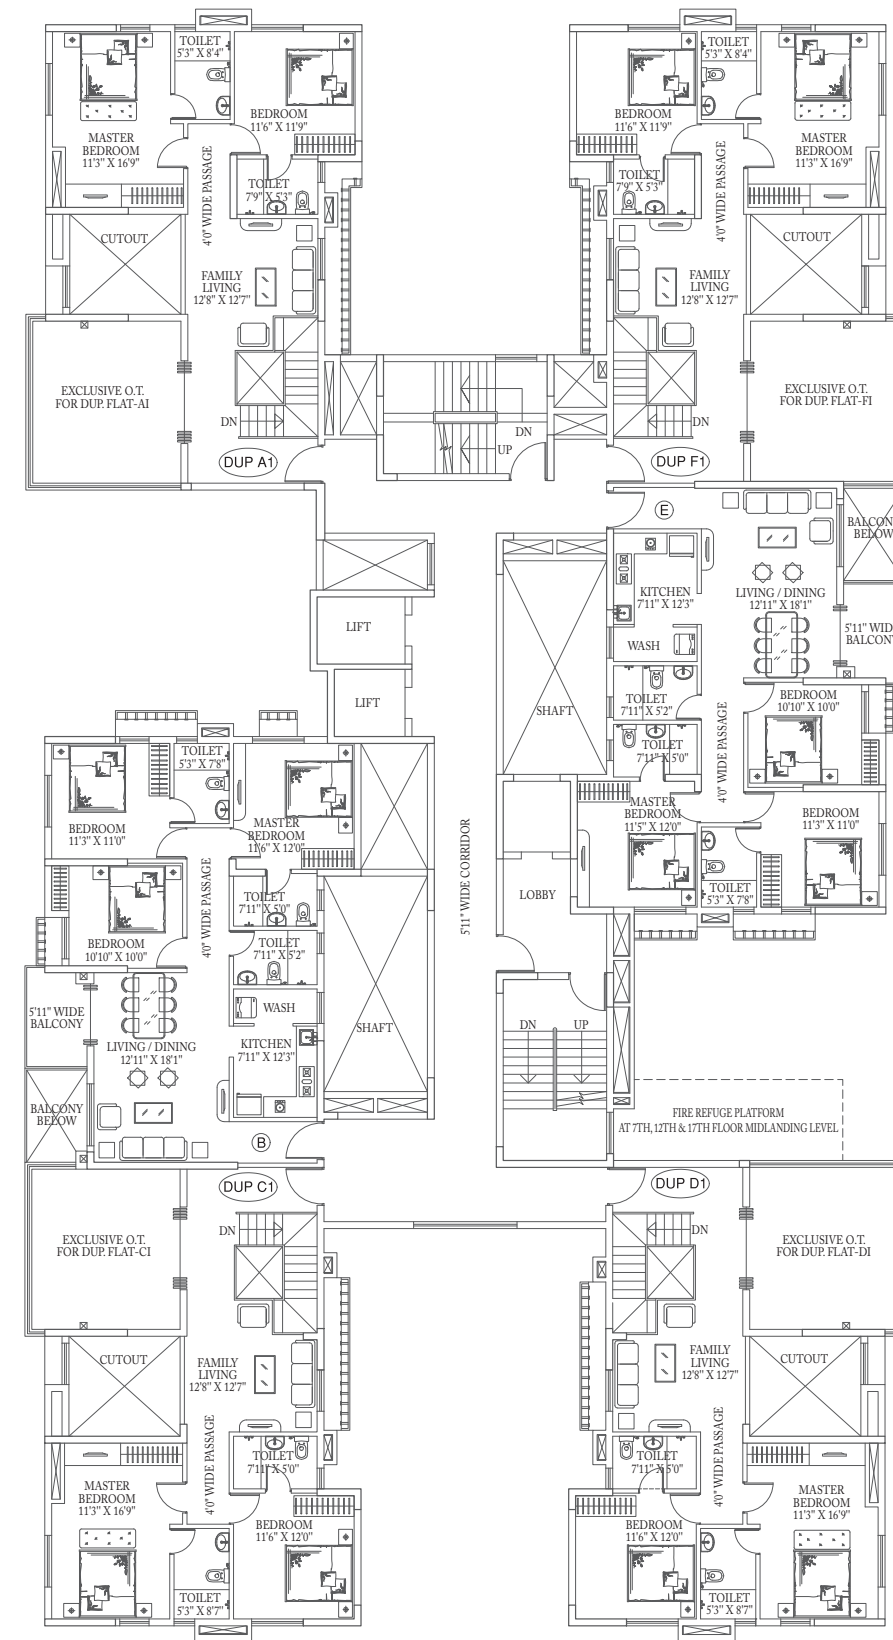 TOILET
5'3" X 8'4"
BEDROOM
11'6" X 11'9"
MASTER
BEDROOM
11'3" X 16'9"
4'0" WIDE PASSAGE
TOILET
7'9" X 5'3"
CUTOUT
FAMILY
LIVING
12'8" X 12'7"
EXCLUSIVE O.T.
FOR DUP. FLAT-AI
DN
DUP A1
TOILET
5'3" X 8'4"
BEDROOM
11'6" X 11'9"
MASTER
BEDROOM
11'3" X 16'9"
4'0" WIDE PASSAGE
TOILET
7'9" X 5'3"
CUTOUT
FAMILY
LIVING
12'8" X 12'7"
EXCLUSIVE O.T.
FOR DUP. FLAT-FI
DN
DUP F1
DN
UP
E
BALCON
BELOW
KITCHEN
7'11" X 12'3"
LIVING / DINING
12'11" X 18'1"
5'11" WID
BALCON
WASH
TOILET
7'11" X 5'2"
BEDROOM
10'10" X 10'0"
TOILET
7'11" X 5'0"
4'0" WIDE PASSAGE
MASTER
BEDROOM
11'5" X 12'0"
BEDROOM
11'3" X 11'0"
TOILET
5'3" X 7'8"
LIFT
LIFT
SHAFT
LOBBY
5'11" WIDE CORRIDOR
TOILET
5'3" X 7'8"
BEDROOM
11'3" X 11'0"
MASTER
BEDROOM
11'6" X 12'0"
4'0" WIDE PASSAGE
TOILET
7'11" X 5'0"
BEDROOM
10'10" X 10'0"
TOILET
7'11" X 5'2"
5'11" WIDE
BALCONY
WASH
LIVING / DINING
12'11" X 18'1"
KITCHEN
7'11" X 12'3"
SHAFT
BALCONY
BELOW
B
DN
UP
FIRE REFUGE PLATFORM
AT 7TH, 12TH & 17TH FLOOR MIDLANDING LEVEL
DUP C1
DN
EXCLUSIVE O.T.
FOR DUP. FLAT-CI
CUTOUT
FAMILY
LIVING
12'8" X 12'7"
4'0" WIDE PASSAGE
TOILET
7'11" X 5'0"
MASTER
BEDROOM
11'3" X 16'9"
BEDROOM
11'6" X 12'0"
TOILET
5'3" X 8'7"
DUP D1
DN
EXCLUSIVE O.T.
FOR DUP. FLAT-DI
FAMILY
LIVING
12'8" X 12'7"
CUTOUT
4'0" WIDE PASSAGE
TOILET
7'11" X 5'0"
MASTER
BEDROOM
11'3" X 16'9"
BEDROOM
11'6" X 12'0"
TOILET
5'3" X 8'7"